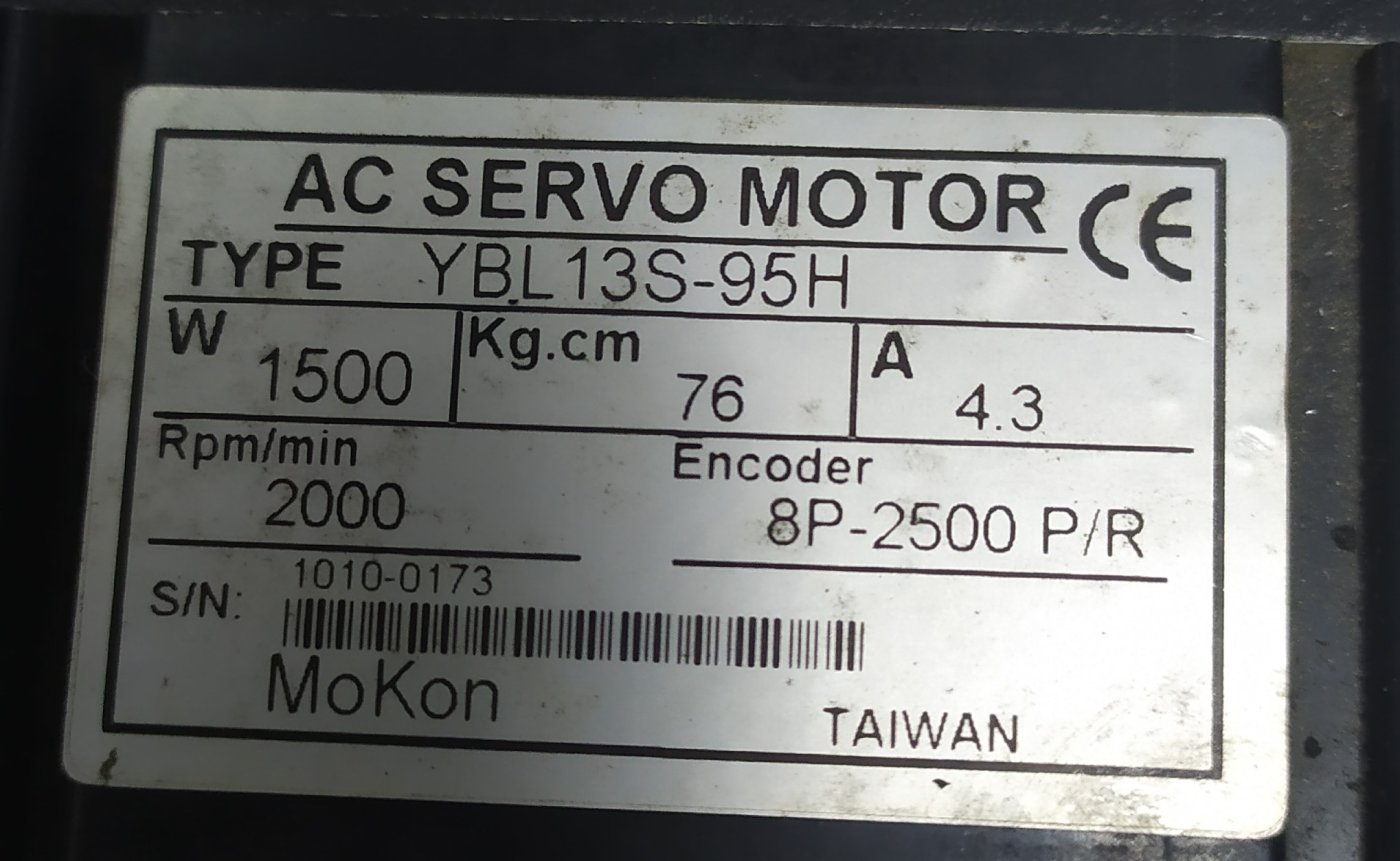 AC SERVO MOTOR CE
TYPE YBL13S-95H
W 1500 Kg.cm 76 A 4.3
Rpm/min 2000 Encoder 8P-2500 P/R
S/N: 1010-0173
MoKon TAIWAN